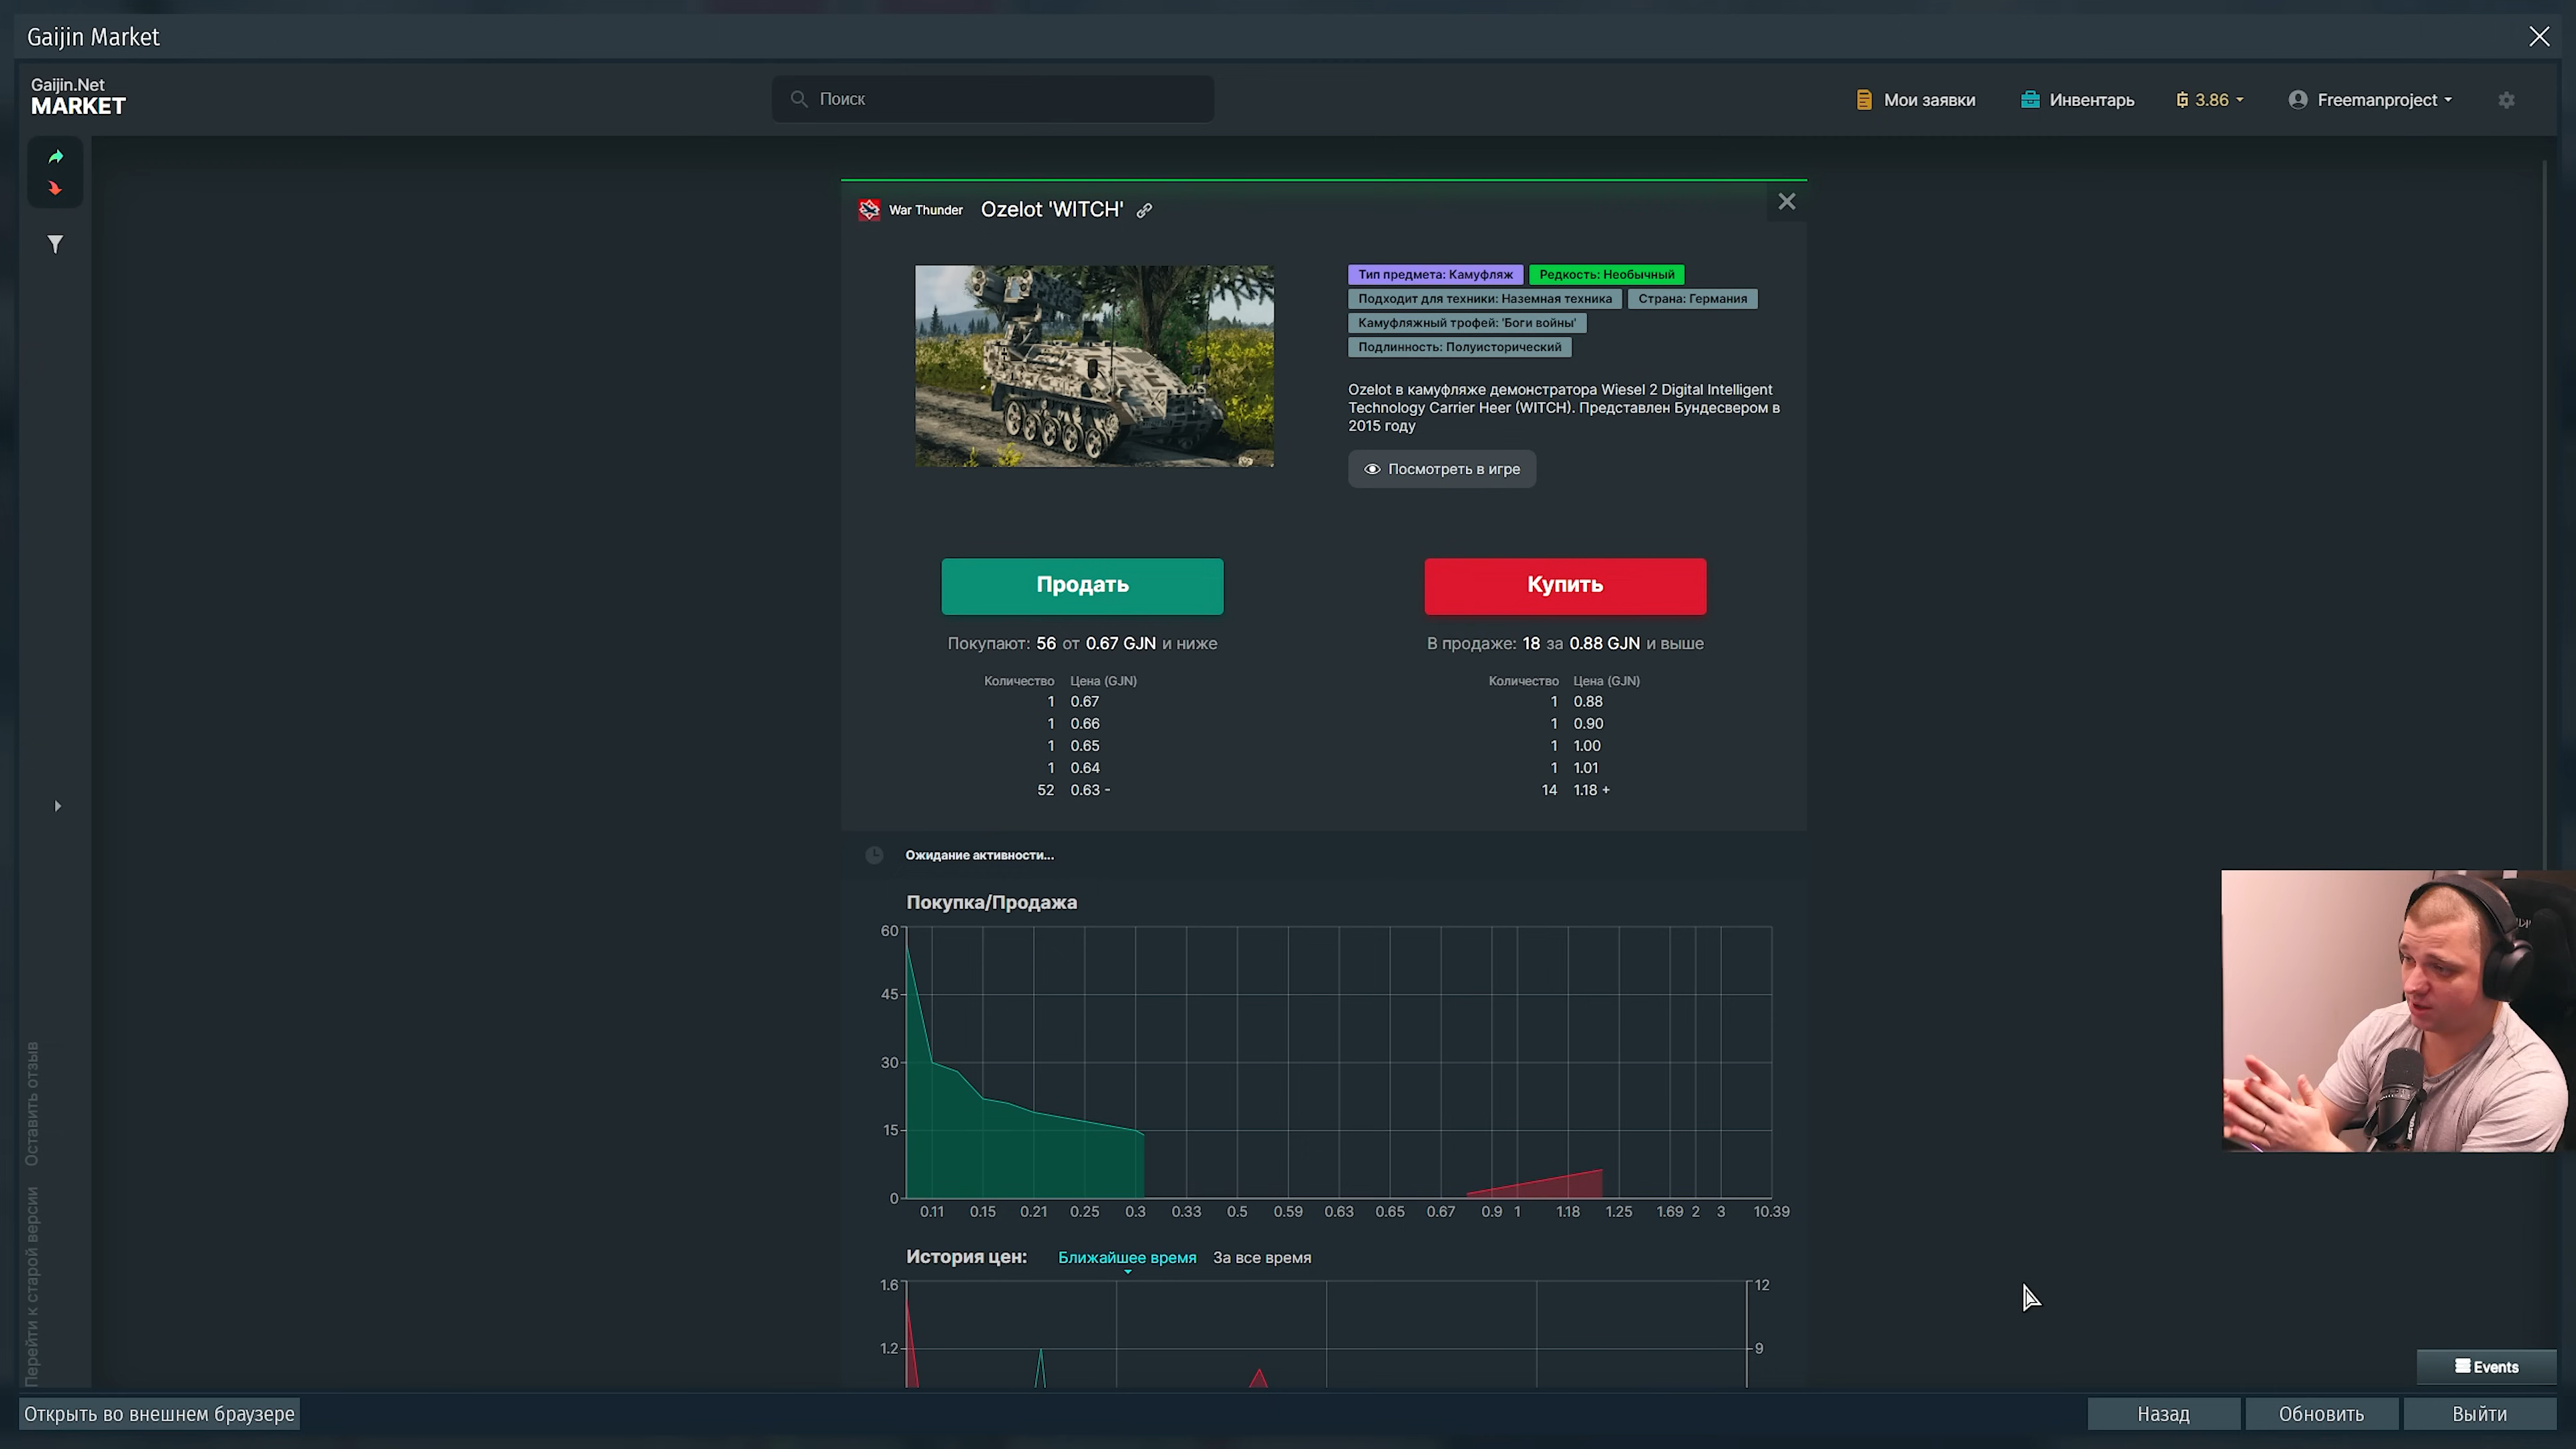 Gaijin Market
Gaijin.Net
MARKET
Поиск
Мои заявки
Инвентарь
3.86
Freemanproject
War Thunder
Ozelot 'WITCH'
Тип предмета: Камуфляж
Редкость: Необычный
Подходит для техники: Наземная техника
Страна: Германия
Камуфляжный трофей: 'Боги войны'
Подлинность: Полуисторический
Ozelot в камуфляже демонстратора Wiesel 2 Digital Intelligent
Technology Carrier Heer (WITCH). Представлен Бундесвером в
2015 году
Посмотреть в игре
Продать
Купить
Покупают: 56 от 0.67 GJN и ниже
В продаже: 18 за 0.88 GJN и выше
Количество Цена (GJN)
1 0.67
1 0.66
1 0.65
1 0.64
52 0.63 -
Количество Цена (GJN)
1 0.88
1 0.90
1 1.00
1 1.01
14 1.18 +
Ожидание активности...
Покупка/Продажа
60
45
30
15
0
0.11 0.15 0.21 0.25 0.3 0.33 0.5 0.59 0.63 0.65 0.67 0.9 1 1.18 1.25 1.69 2 3 10.39
История цен: Ближайшее время За все время
1.6
12
1.2
9
Оставить отзыв
Перейти к старой версии
Events
Открыть во внешнем браузере
Назад
Обновить
Выйти